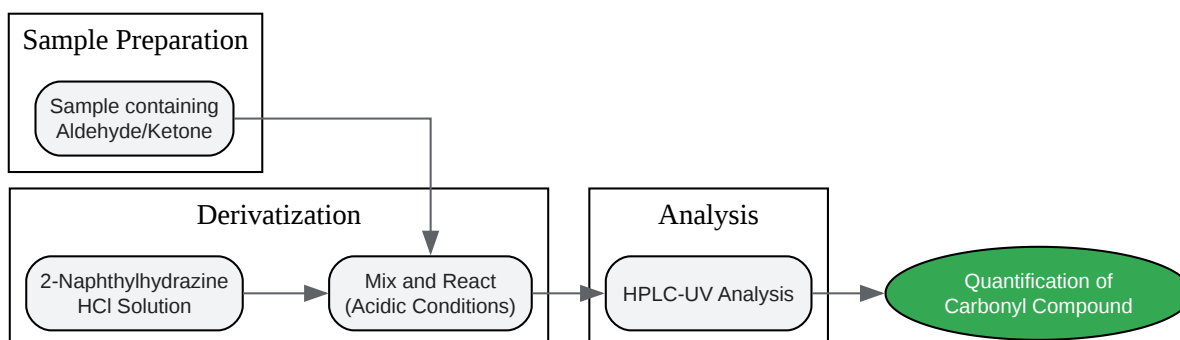 Sample Preparation
Sample containing
Aldehyde/Ketone
Derivatization
2-Naphthylhydrazine
HCl Solution
Mix and React
(Acidic Conditions)
Analysis
HPLC-UV Analysis
Quantification of
Carbonyl Compound